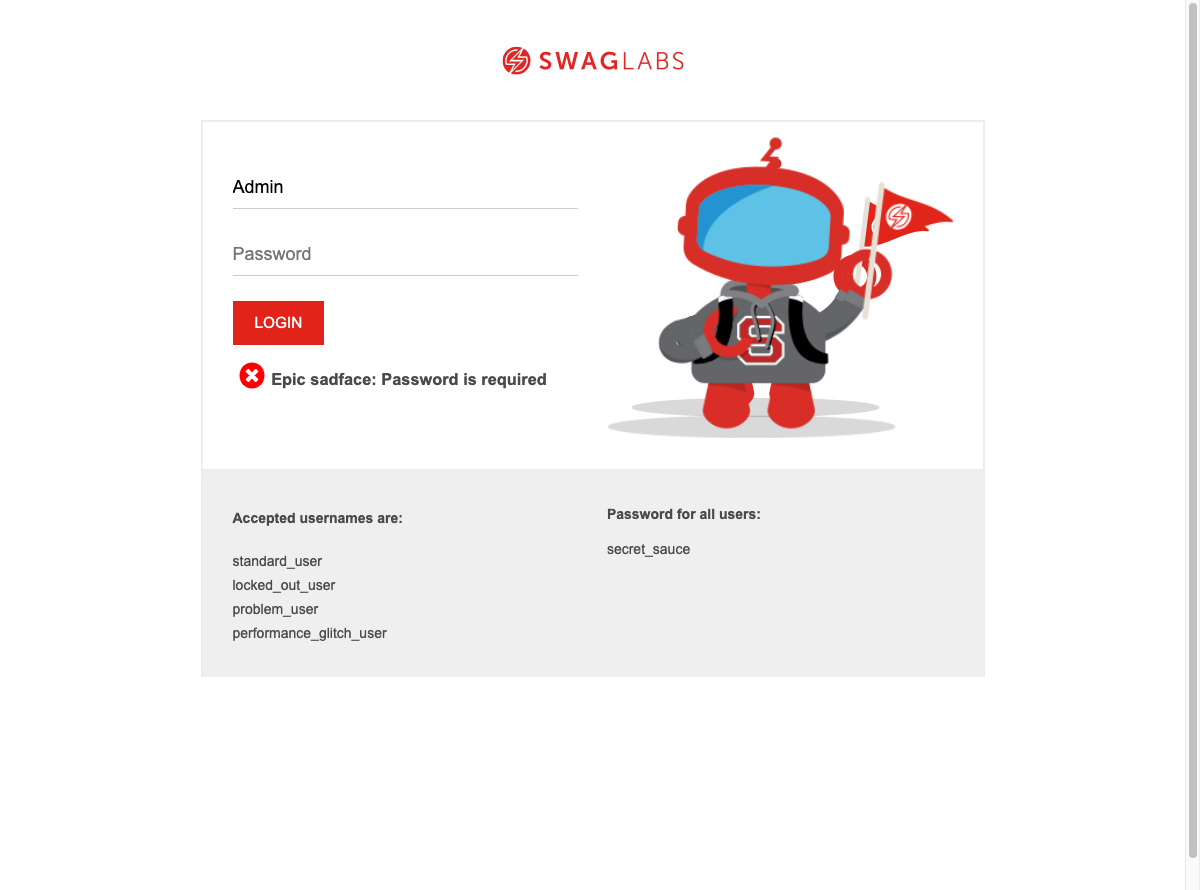 SWAGLABS
Admin
Password
LOGIN
Epic sadface: Password is required
S
Accepted usernames are:
standard_user
locked_out_user
problem_user
performance_glitch_user
Password for all users:
secret_sauce